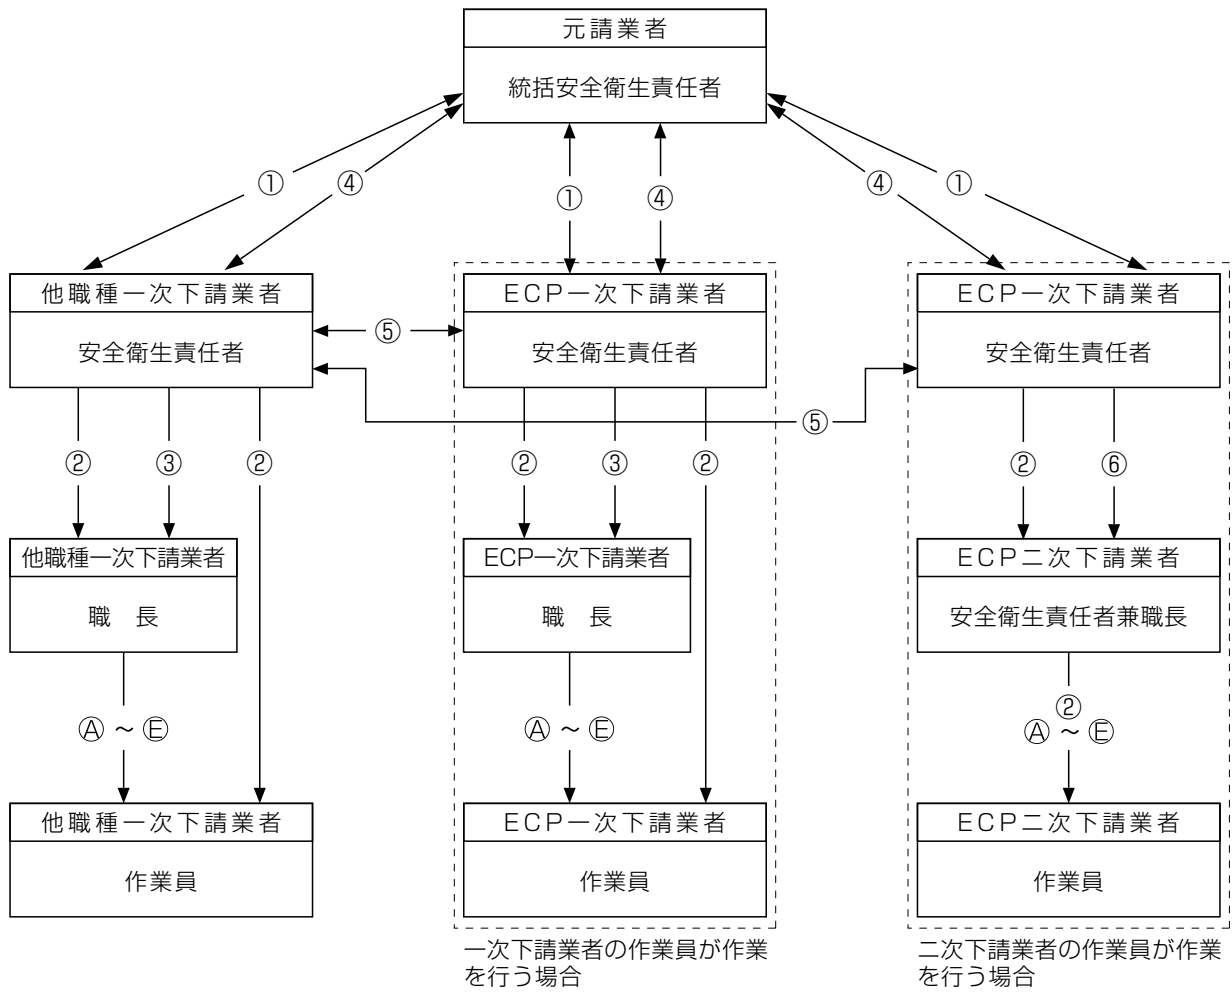 元請業者
統括安全衛生責任者
① ④ ① ④ ④ ①
他職種一次下請業者
安全衛生責任者
⑤
ECP一次下請業者
安全衛生責任者
ECP一次下請業者
安全衛生責任者
⑤
② ③ ② ② ③ ② ② ⑥
他職種一次下請業者
職 長
ECP一次下請業者
職 長
ECP二次下請業者
安全衛生責任者兼職長
Ⓐ ～ Ⓔ
Ⓐ ～ Ⓔ
②
Ⓐ ～ Ⓔ
他職種一次下請業者
作業員
ECP一次下請業者
作業員
ECP二次下請業者
作業員
一次下請業者の作業員が作業
を行う場合
二次下請業者の作業員が作業
を行う場合